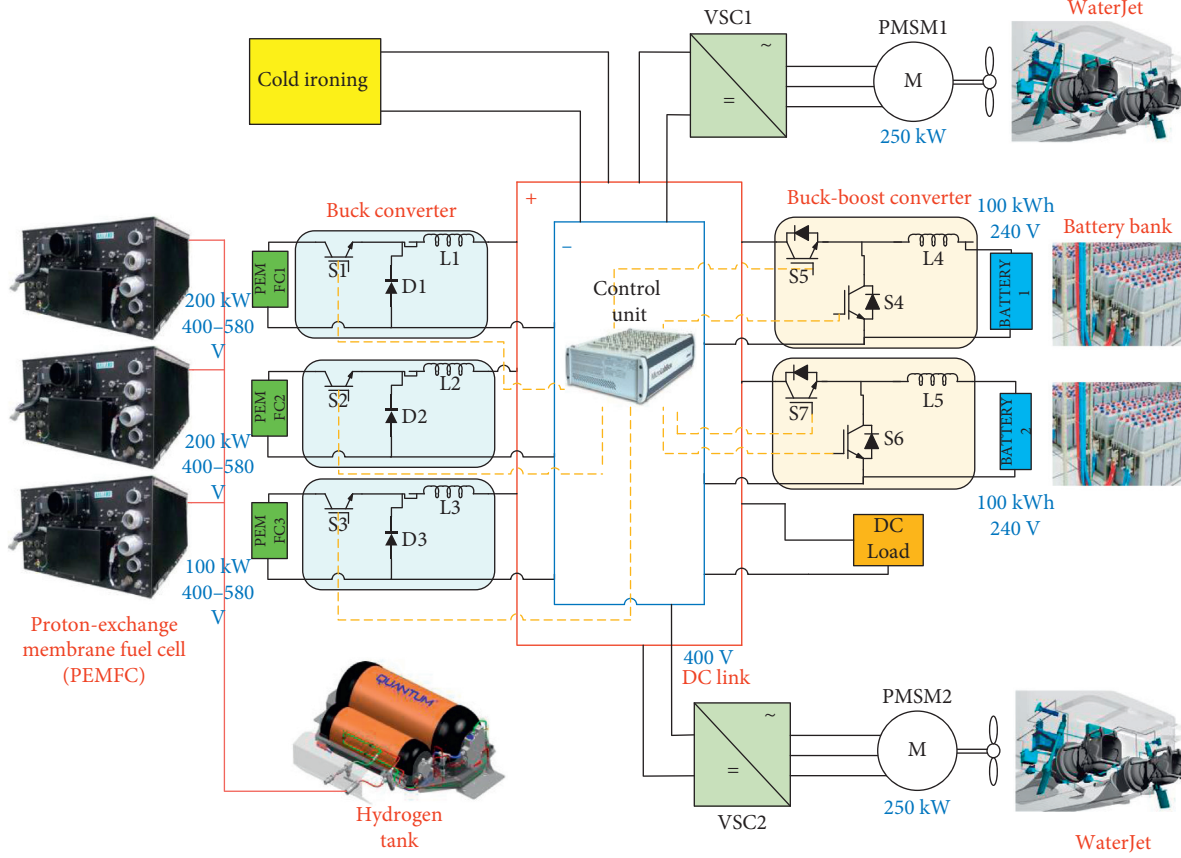 WaterJet
VSC1
PMSM1
Cold ironing
~
=
M
250 kW
+
−
Buck converter
Buck-boost converter
100 kWh
240 V
Battery bank
PEM
FC1
S1
L1
D1
200 kW
400–580
V
Control
unit
S5
L4
S4
BATTERY
1
PEM
FC2
S2
L2
D2
200 kW
400–580
V
S7
L5
S6
BATTERY
2
PEM
FC3
S3
L3
D3
100 kW
400–580
V
100 kWh
240 V
DC
Load
Proton-exchange
membrane fuel cell
(PEMFC)
400 V
DC link
QUANTUM
Hydrogen
tank
~
=
VSC2
PMSM2
M
250 kW
WaterJet